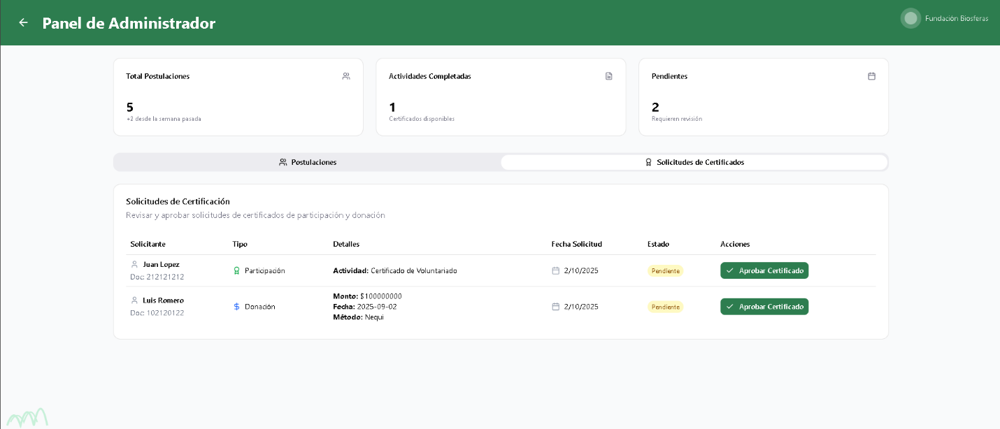 Panel de Administrador
Fundación Biosferas
Total Postulaciones
5
+2 desde la semana pasada
Actividades Completadas
1
Certificados disponibles
Pendientes
2
Requieren revisión
Postulaciones
Solicitudes de Certificados
Solicitudes de Certificación
Revisar y aprobar solicitudes de certificados de participación y donación
Solicitante Tipo Detalles Fecha Solicitud Estado Acciones
Juan Lopez
Doc: 212121212
Participación
Actividad: Certificado de Voluntariado
2/10/2025
Pendiente
Aprobar Certificado
Luis Romero
Doc: 102120122
Donación
Monto: $100000000
Fecha: 2025-09-02
Método: Nequi
2/10/2025
Pendiente
Aprobar Certificado